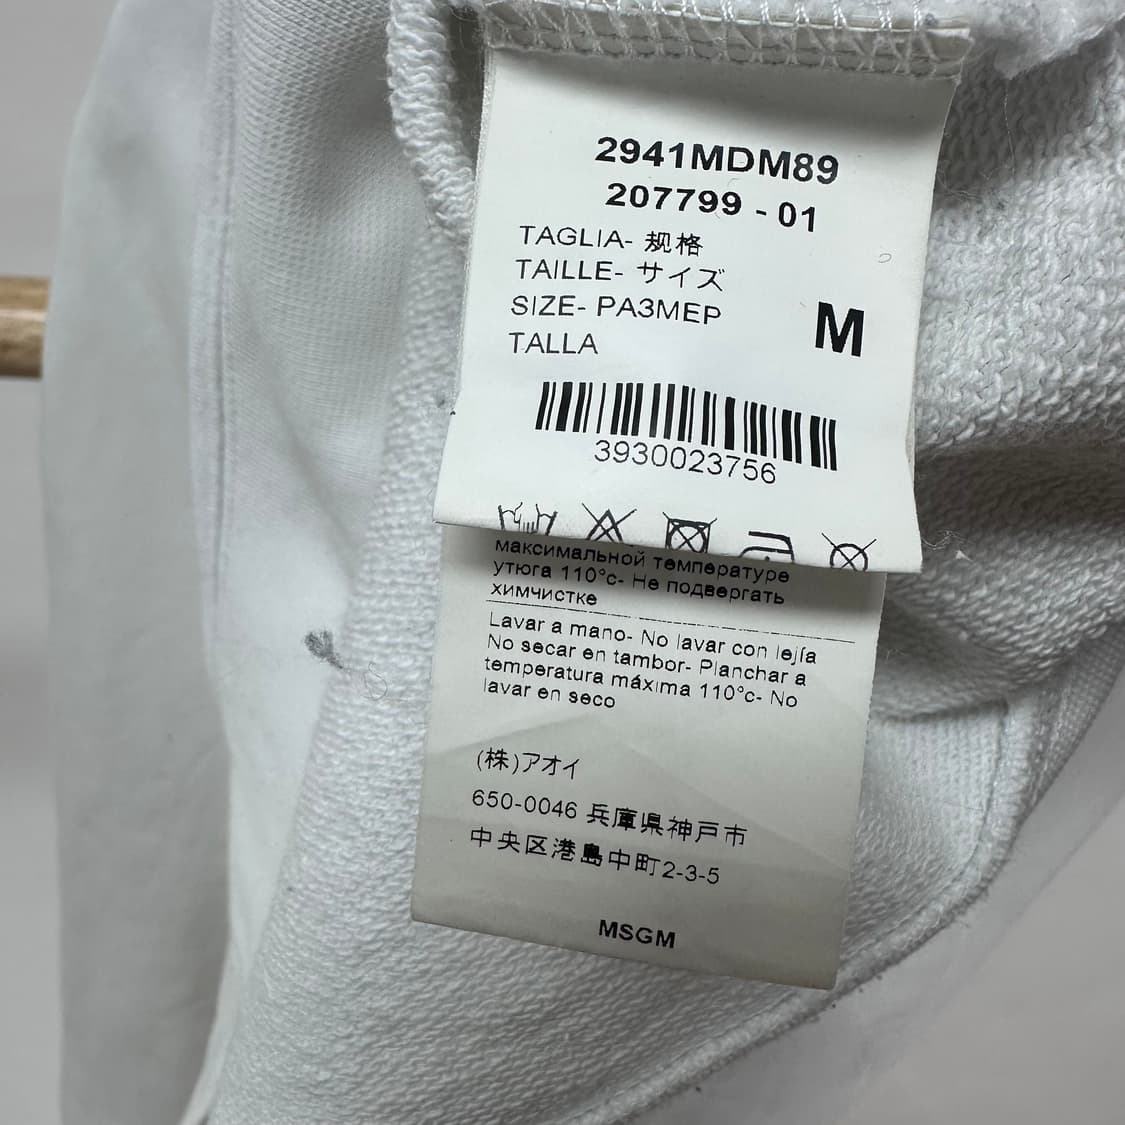 2941MDM89
207799 - 01
TAGLIA- 规格
TAILLE- サイズ
SIZE- РАЗМЕР
TALLA
M
3930023756
максимальной температуре
утюга 110°c- Не подвергать
химчистке
Lavar a mano- No lavar con lejía
No secar en tambor- Planchar a
temperatura máxima 110°c- No
lavar en seco
(株)アオイ
650-0046 兵庫県神戸市
中央区港島中町2-3-5
MSGM